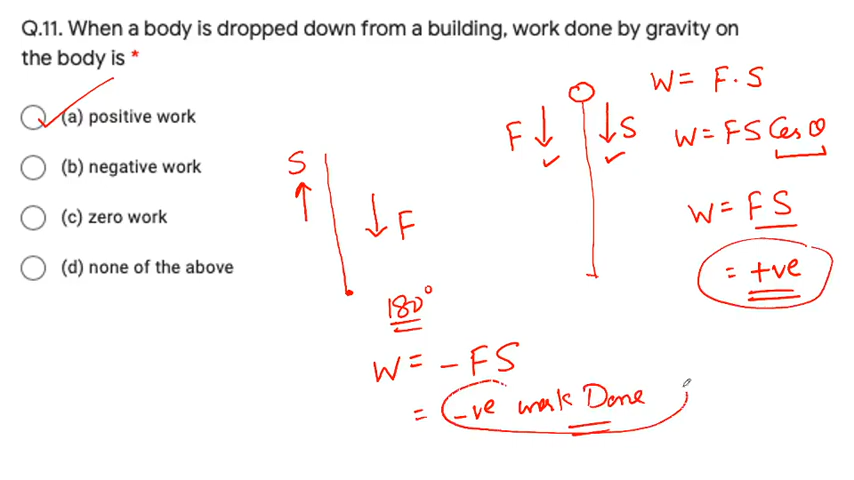 Q.11. When a body is dropped down from a building, work done by gravity on
the body is *
(a) positive work
(b) negative work
(c) zero work
(d) none of the above
W = F . S
F ↓ ↓ S
W = FS Cos θ
W = FS
= +ve
S
↑ ↓ F
180°
W = - FS
= -ve work Done